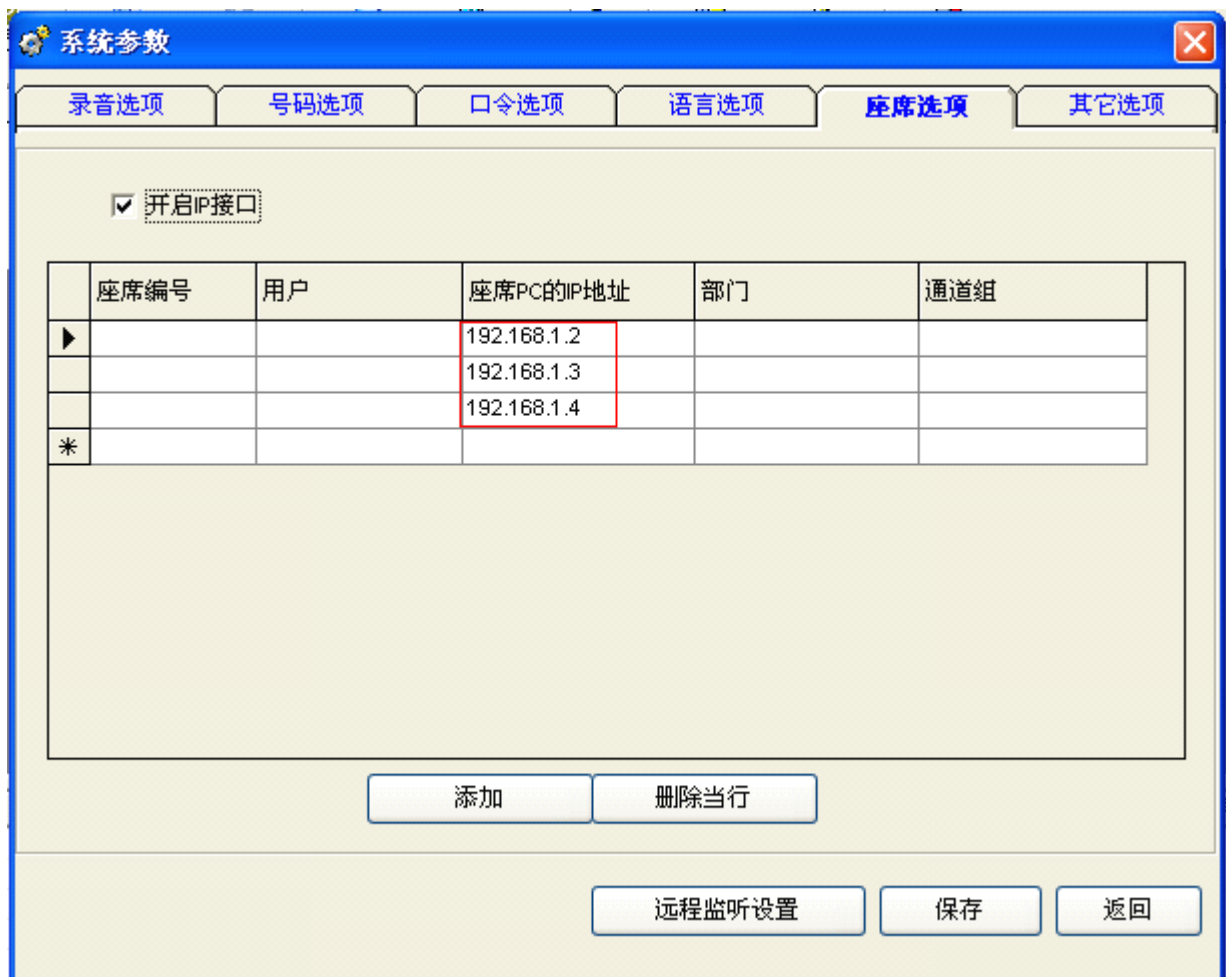 系统参数
录音选项 号码选项 口令选项 语言选项 座席选项 其它选项
开启IP接口
座席编号 用户 座席PC的IP地址 部门 通道组
192.168.1.2
192.168.1.3
192.168.1.4
添加 删除当行
远程监听设置 保存 返回